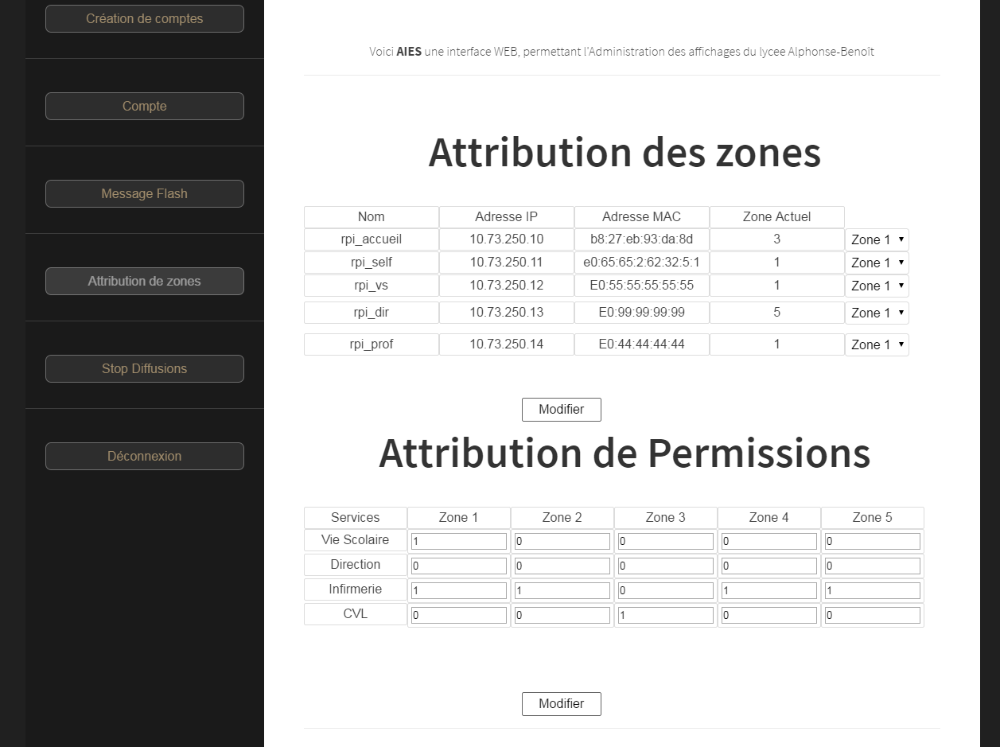 Création de comptes
Compte
Message Flash
Attribution de zones
Stop Diffusions
Déconnexion
Voici AIES une interface WEB, permettant l'Administration des affichages du lycee Alphonse-Benoît
Attribution des zones
Nom Adresse IP Adresse MAC Zone Actuel
rpi_accueil 10.73.250.10 b8:27:eb:93:da:8d 3 Zone 1
rpi_self 10.73.250.11 e0:65:65:2:62:32:5:1 1 Zone 1
rpi_vs 10.73.250.12 E0:55:55:55:55:55 1 Zone 1
rpi_dir 10.73.250.13 E0:99:99:99:99 5 Zone 1
rpi_prof 10.73.250.14 E0:44:44:44:44 1 Zone 1
Modifier
Attribution de Permissions
Services Zone 1 Zone 2 Zone 3 Zone 4 Zone 5
Vie Scolaire 1 0 0 0 0
Direction 0 0 0 0 0
Infirmerie 1 1 0 1 1
CVL 0 0 1 0 0
Modifier